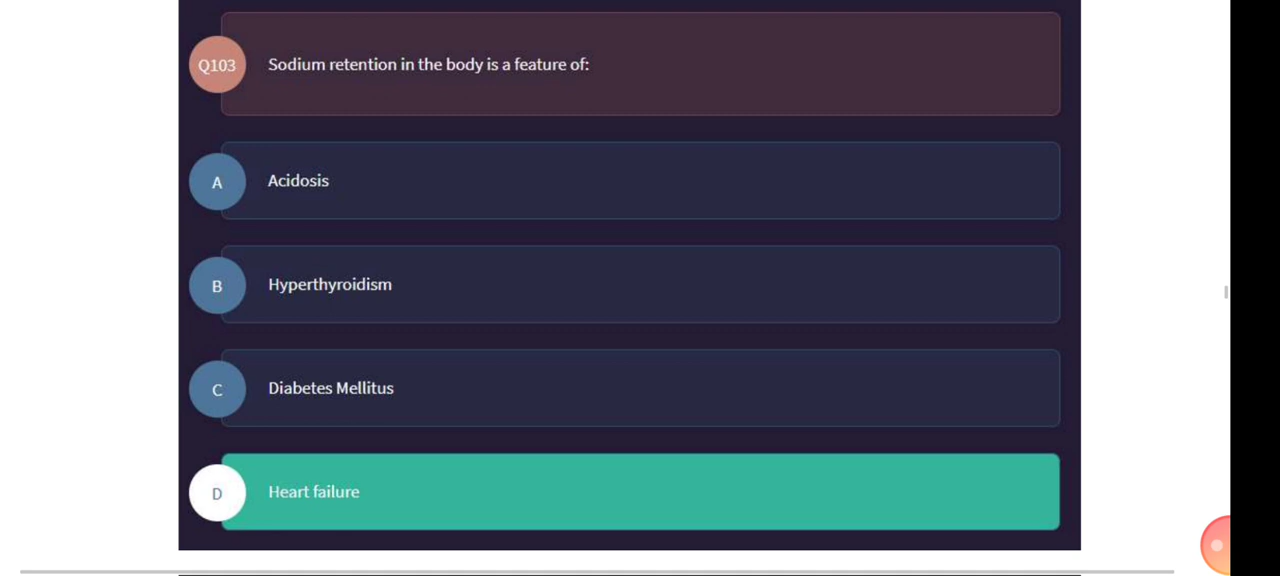 Q103
Sodium retention in the body is a feature of:
A
Acidosis
B
Hyperthyroidism
C
Diabetes Mellitus
D
Heart failure